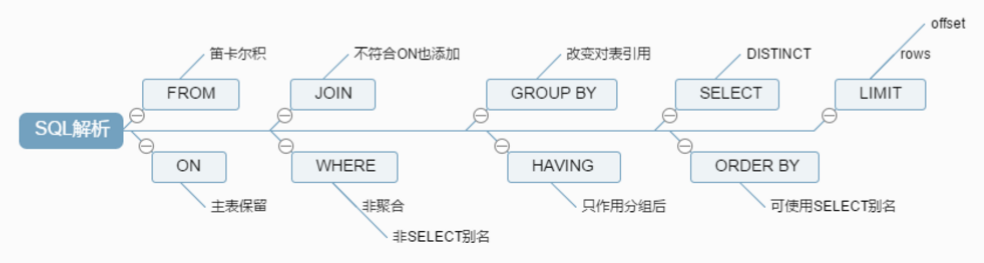 SQL解析
FROM
笛卡尔积
ON
主表保留
JOIN
不符合ON也添加
WHERE
非聚合
非SELECT别名
GROUP BY
改变对表引用
HAVING
只作用分组后
SELECT
DISTINCT
ORDER BY
可使用SELECT别名
LIMIT
offset
rows